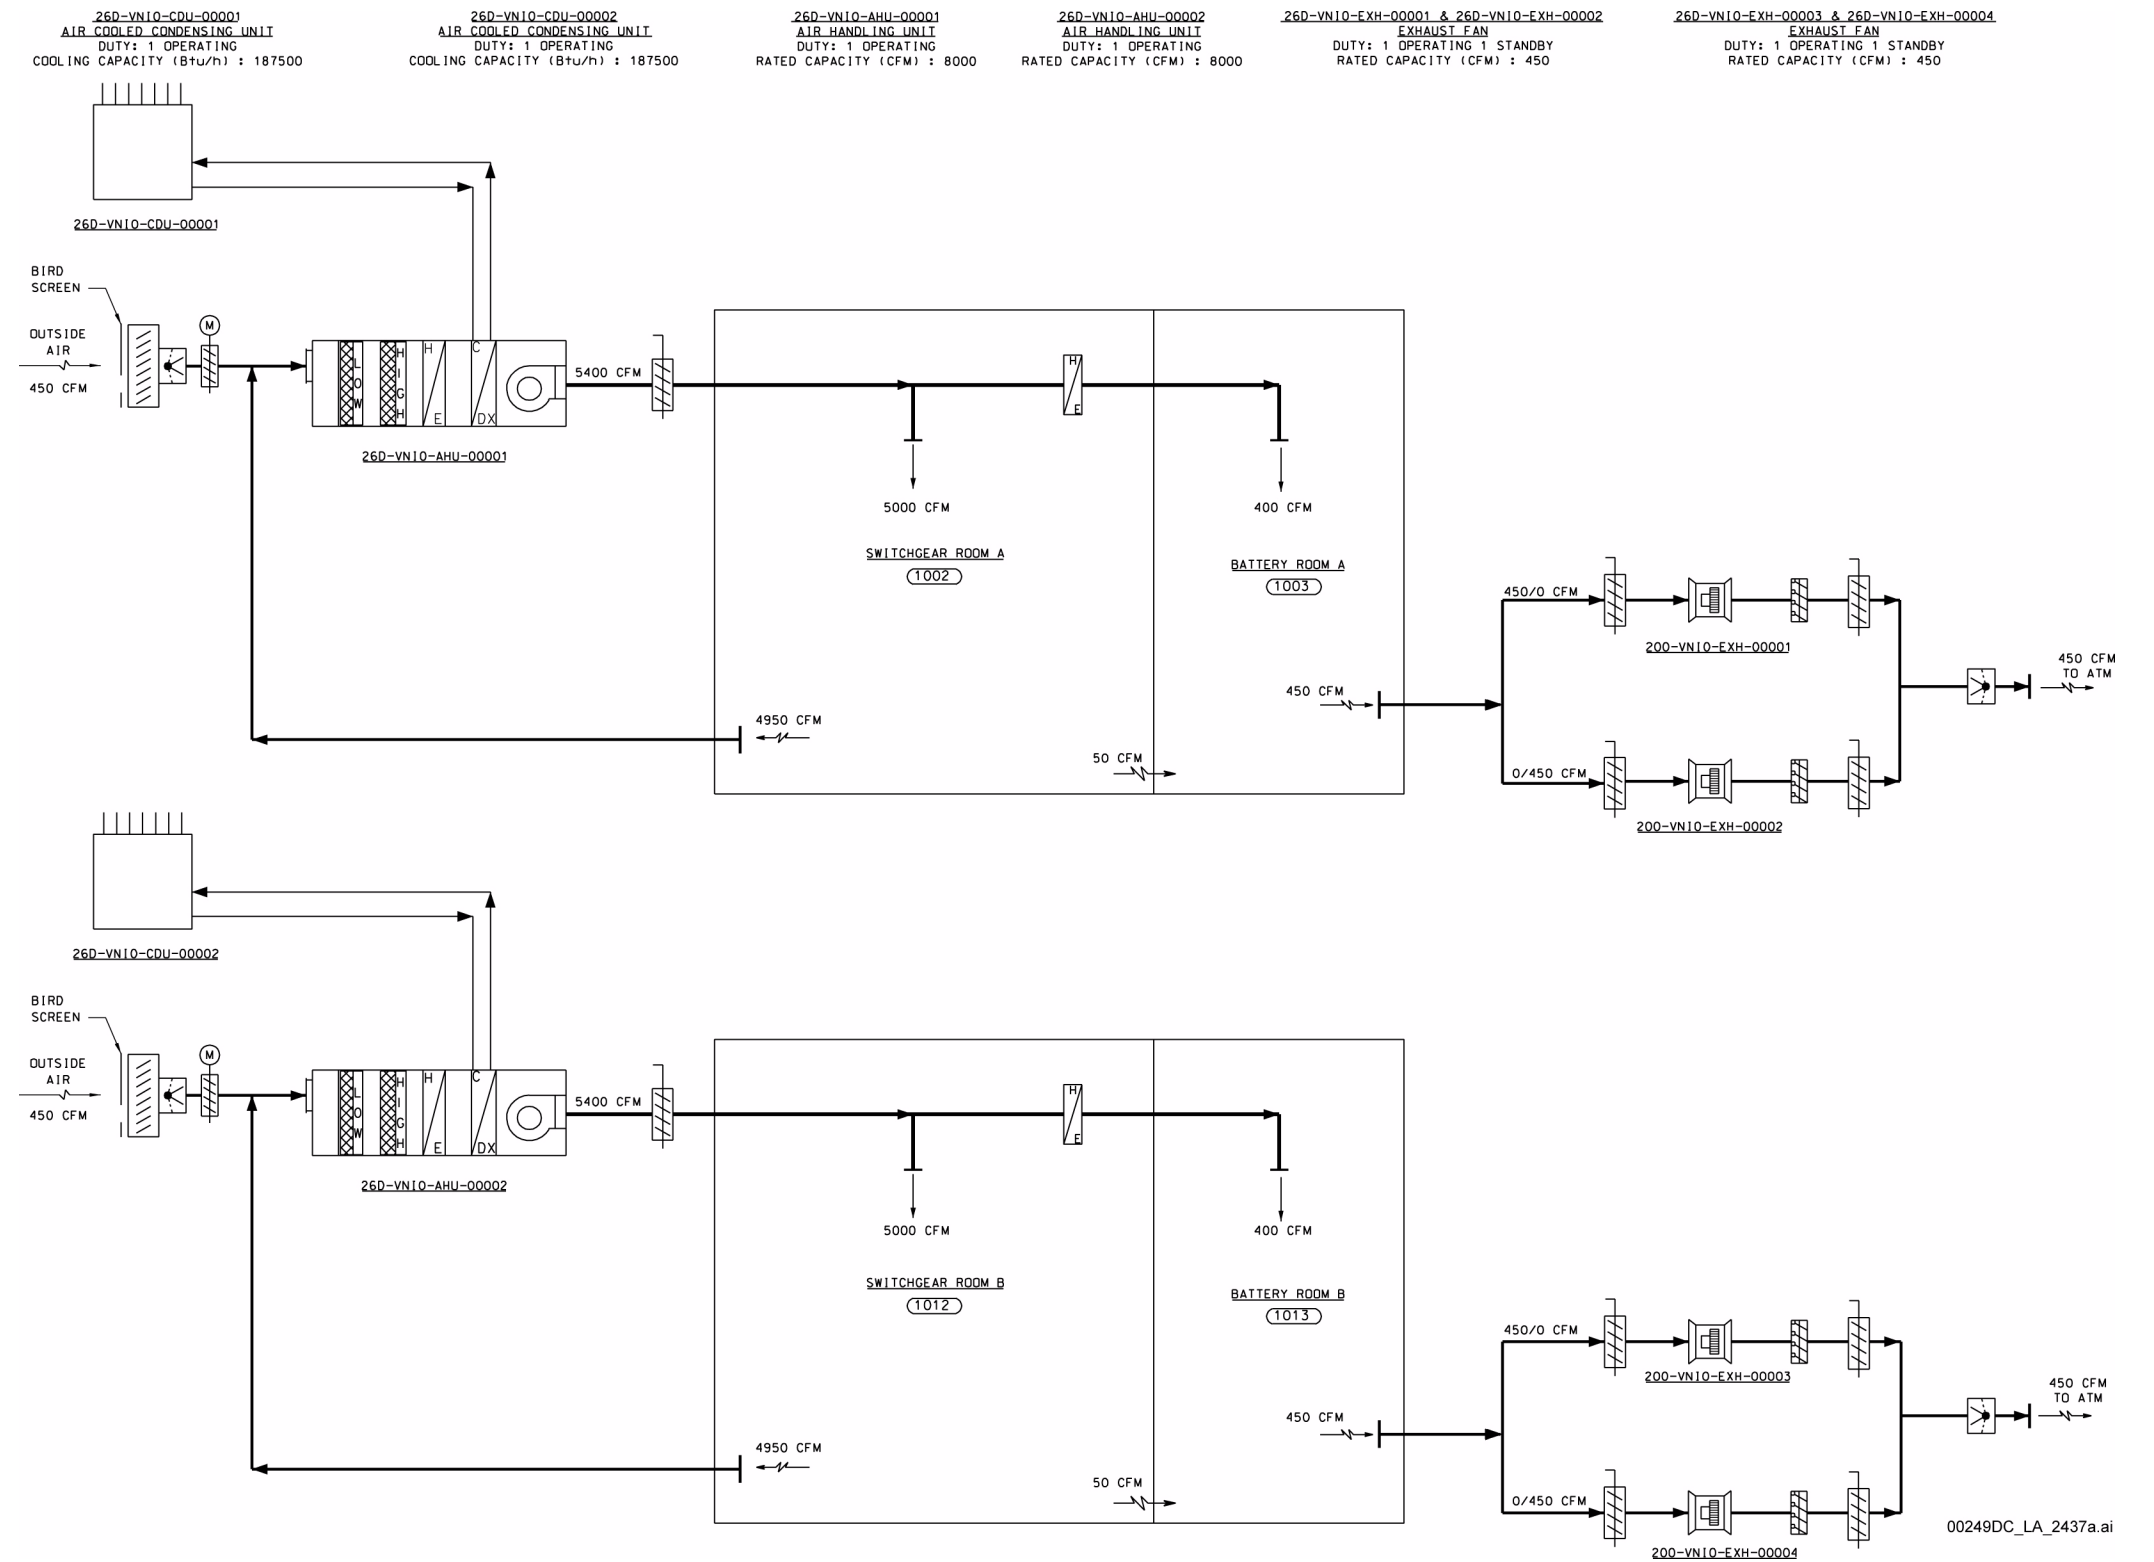 26D-VNIO-CDU-00001
AIR COOLED CONDENSING UNIT
DUTY: 1 OPERATING
COOLING CAPACITY (Btu/h) : 187500
26D-VNIO-CDU-00002
AIR COOLED CONDENSING UNIT
DUTY: 1 OPERATING
COOLING CAPACITY (Btu/h) : 187500
26D-VNIO-AHU-00001
AIR HANDLING UNIT
DUTY: 1 OPERATING
RATED CAPACITY (CFM) : 8000
26D-VNIO-AHU-00002
AIR HANDLING UNIT
DUTY: 1 OPERATING
RATED CAPACITY (CFM) : 8000
26D-VNIO-EXH-00001 & 26D-VNIO-EXH-00002
EXHAUST FAN
DUTY: 1 OPERATING 1 STANDBY
RATED CAPACITY (CFM) : 450
26D-VNIO-EXH-00003 & 26D-VNIO-EXH-00004
EXHAUST FAN
DUTY: 1 OPERATING 1 STANDBY
RATED CAPACITY (CFM) : 450
26D-VNIO-CDU-00001
BIRD
SCREEN
OUTSIDE
AIR
450 CFM
M
LOW
HIGH
H
E
C
DX
26D-VNIO-AHU-00001
5400 CFM
H
E
5000 CFM
400 CFM
SWITCHGEAR ROOM A
1002
BATTERY ROOM A
1003
450/0 CFM
200-VNIO-EXH-00001
450 CFM
450 CFM
TO ATM
4950 CFM
50 CFM
0/450 CFM
200-VNIO-EXH-00002
26D-VNIO-CDU-00002
BIRD
SCREEN
OUTSIDE
AIR
450 CFM
M
LOW
HIGH
H
E
C
DX
26D-VNIO-AHU-00002
5400 CFM
H
E
5000 CFM
400 CFM
SWITCHGEAR ROOM B
1012
BATTERY ROOM B
1013
450/0 CFM
200-VNIO-EXH-00003
450 CFM
450 CFM
TO ATM
4950 CFM
50 CFM
0/450 CFM
200-VNIO-EXH-00004
00249DC_LA_2437a.ai